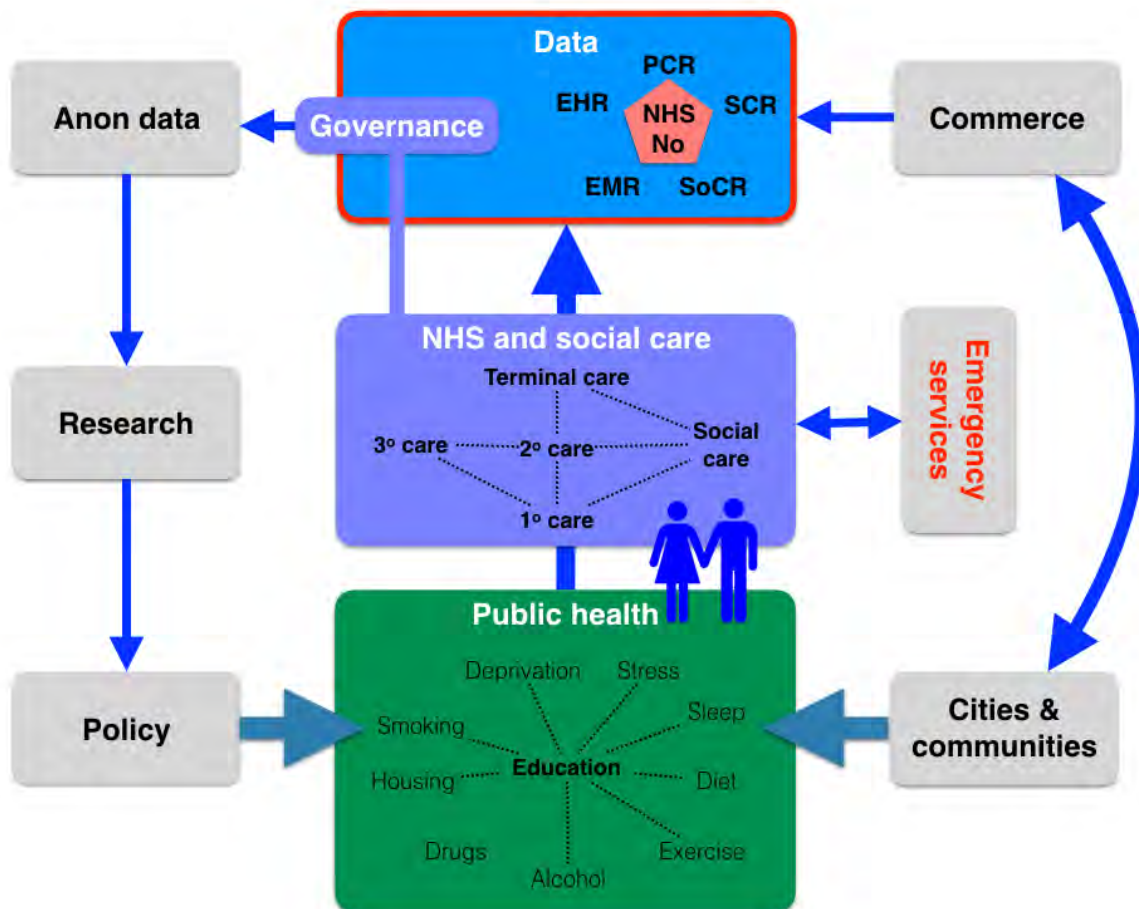 Data
PCR
EHR
SCR
NHS
No
EMR
SoCR
Governance
Anon data
Commerce
NHS and social care
Terminal care
3º care
2º care
Social
care
1º care
Emergency
services
Research
Public health
Deprivation
Stress
Smoking
Sleep
Education
Housing
Diet
Drugs
Exercise
Alcohol
Policy
Cities &
communities